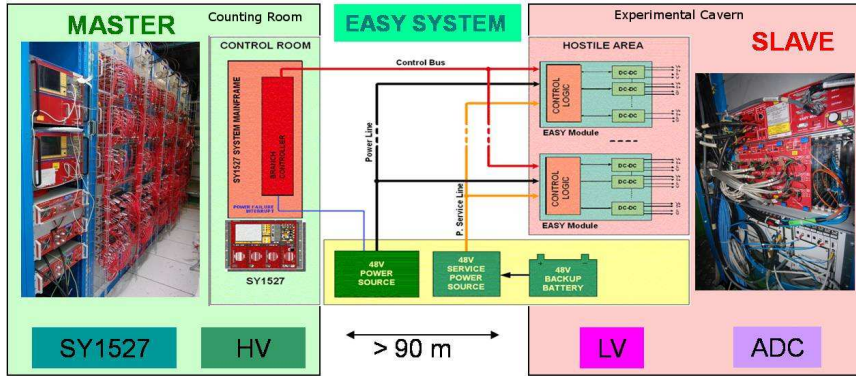 MASTER
Counting Room
EASY SYSTEM
Experimental Cavern
SLAVE
CONTROL ROOM
SY1527 SYSTEM MAINFRAME
BRANCH
CONTROLLER
POWER FAILURE
INTERRUPT
SY1527
Control Bus
Power Line
P. Service Line
HOSTILE AREA
CONTROL
LOGIC
DC-DC
DC-DC
DC-DC
EASY Module
CONTROL
LOGIC
DC-DC
DC-DC
DC-DC
EASY Module
48V
POWER
SOURCE
48V
SERVICE
POWER
SOURCE
48V
BACKUP
BATTERY
SY1527
HV
> 90 m
LV
ADC